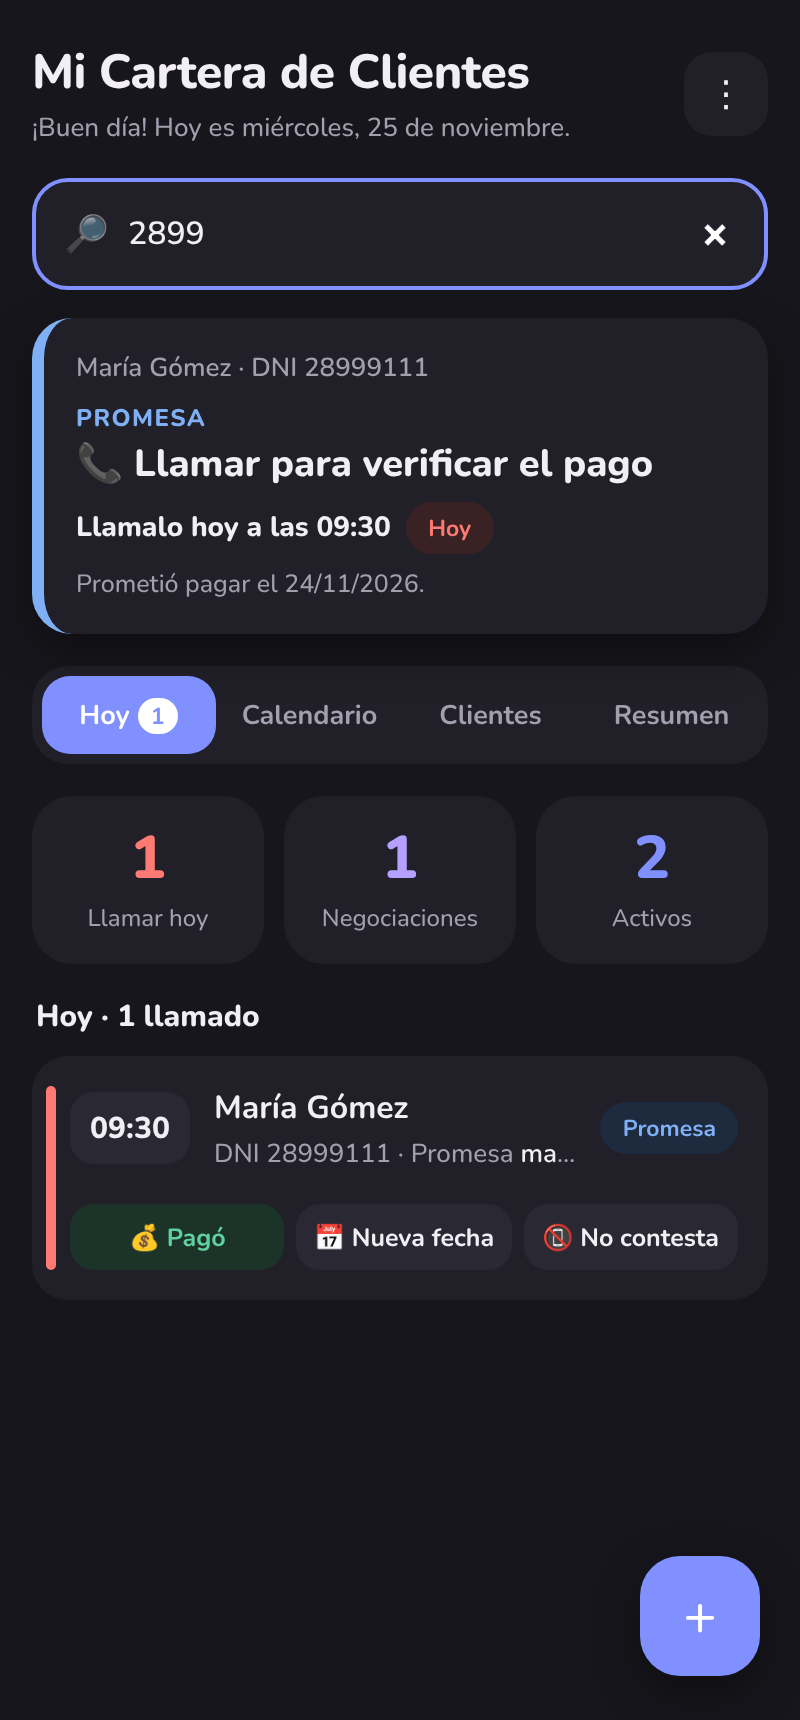 Mi Cartera de Clientes
¡Buen día! Hoy es miércoles, 25 de noviembre.
2899
María Gómez · DNI 28999111
PROMESA
Llamar para verificar el pago
Llamalo hoy a las 09:30 Hoy
Prometió pagar el 24/11/2026.
Hoy 1 Calendario Clientes Resumen
1 1 2
Llamar hoy Negociaciones Activos
Hoy · 1 llamado
09:30 María Gómez Promesa
DNI 28999111 · Promesa ma...
Pagó Nueva fecha No contesta